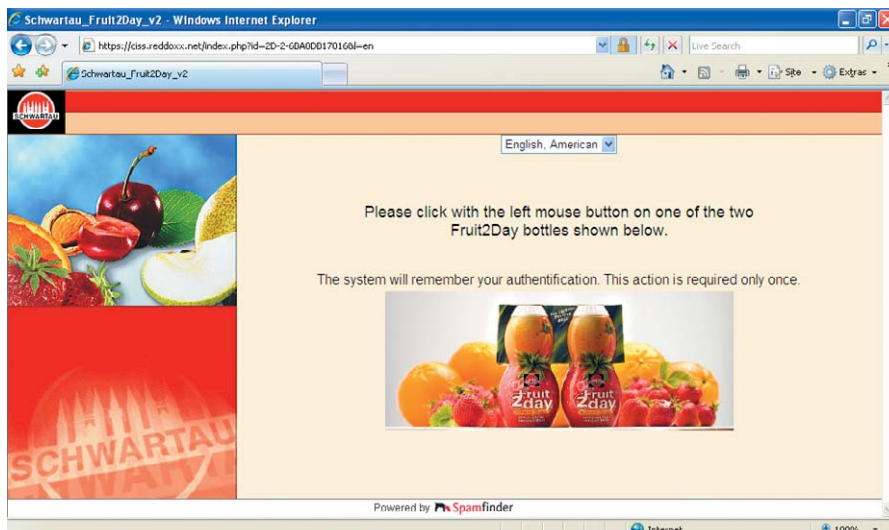 Schwartau_Fruit2Day_v2 - Windows Internet Explorer
https://ciss.reddoxx.net/index.php?id=2D-2-6DA0DB17016&l=en
Live Search
Schwartau_Fruit2Day_v2
Site
Extras
SCHWARTAU
English, American
Please click with the left mouse button on one of the two
Fruit2Day bottles shown below.
The system will remember your authentification. This action is required only once.
Fruit
2day
Fruit
2day
SCHWARTAU
SCHWARTAU
Powered by Spamfinder
Internet
100%